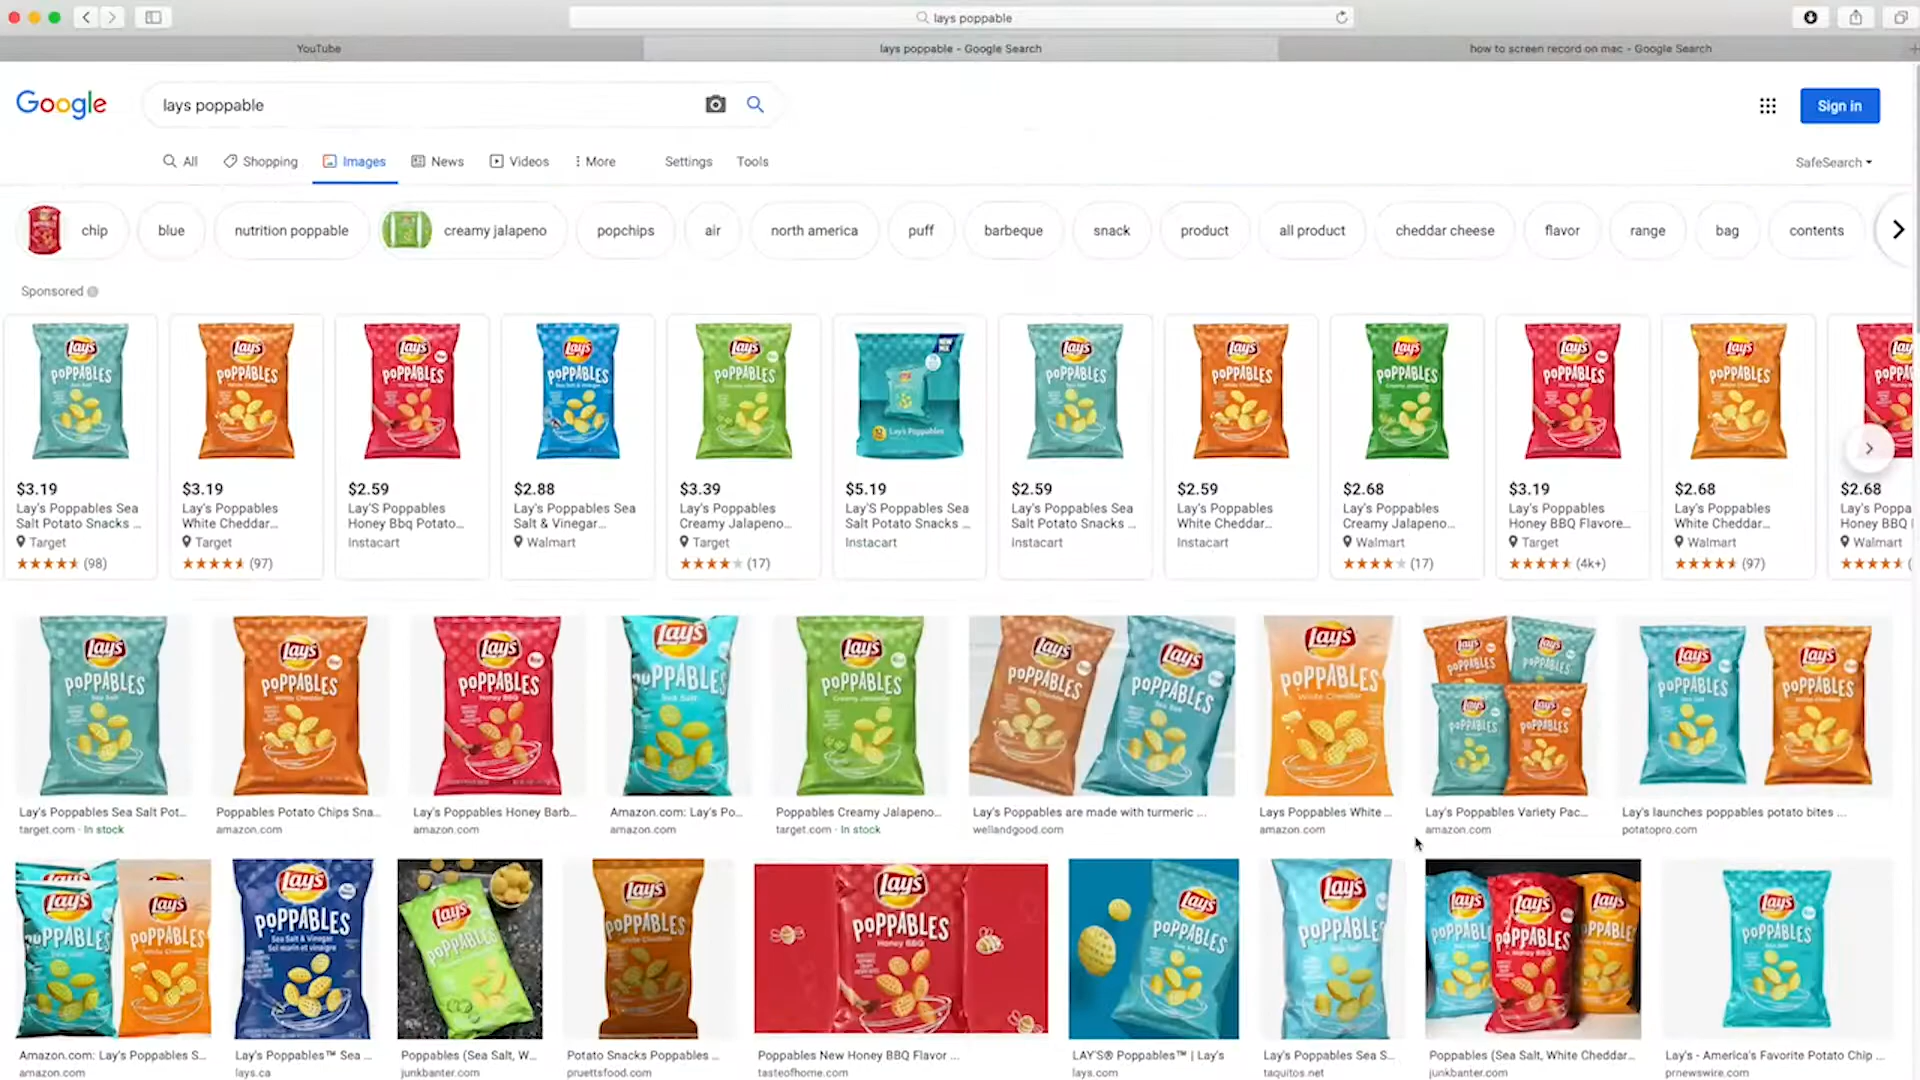 lays poppable
YouTube
lays poppable - Google Search
how to screen record on mac - Google Search
Google
lays poppable
Sign in
All
Shopping
Images
News
Videos
More
Settings
Tools
SafeSearch
chip
blue
nutrition poppable
creamy jalapeno
popchips
air
north america
puff
barbeque
snack
product
all product
cheddar cheese
flavor
range
bag
contents
Sponsored
$3.19
Lay's Poppables Sea
Salt Potato Snacks ...
Target
(98)
$3.19
Lay's Poppables
White Cheddar...
Target
(97)
$2.59
Lay'S Poppables
Honey Bbq Potato...
Instacart
$2.88
Lay's Poppables Sea
Salt & Vinegar...
Walmart
$3.39
Lay's Poppables
Creamy Jalapeno...
Target
(17)
$5.19
Lay'S Poppables Sea
Salt Potato Snacks ...
Instacart
$2.59
Lay's Poppables Sea
Salt Potato Snacks ...
Instacart
$2.59
Lay's Poppables
White Cheddar...
Instacart
$2.68
Lay's Poppables
Creamy Jalapeno...
Walmart
(17)
$3.19
Lay's Poppables
Honey BBQ Flavore...
Target
(4k+)
$2.68
Lay's Poppables
White Cheddar...
Walmart
(97)
$2.68
Lay's Poppa
Honey BBQ
Walmart
Lay's Poppables Sea Salt Pot...
target.com · In stock
Poppables Potato Chips Sna...
amazon.com
Lay's Poppables Honey Barb...
amazon.com
Amazon.com: Lay's Po...
amazon.com
Poppables Creamy Jalapeno...
target.com · In stock
Lay's Poppables are made with turmeric ...
wellandgood.com
Lays Poppables White ...
amazon.com
Lay's Poppables Variety Pac...
amazon.com
Lay's launches poppables potato bites ...
potatopro.com
Amazon.com: Lay's Poppables S...
amazon.com
Lay's Poppables™ Sea ...
lays.ca
Poppables (Sea Salt, W...
junkbanter.com
Potato Snacks Poppables ...
pruettsfood.com
Poppables New Honey BBQ Flavor ...
tasteofhome.com
LAY'S® Poppables™ | Lay's
lays.com
Lay's Poppables Sea S...
taquitos.net
Poppables (Sea Salt, White Cheddar...
junkbanter.com
Lay's - America's Favorite Potato Chip ...
prnewswire.com